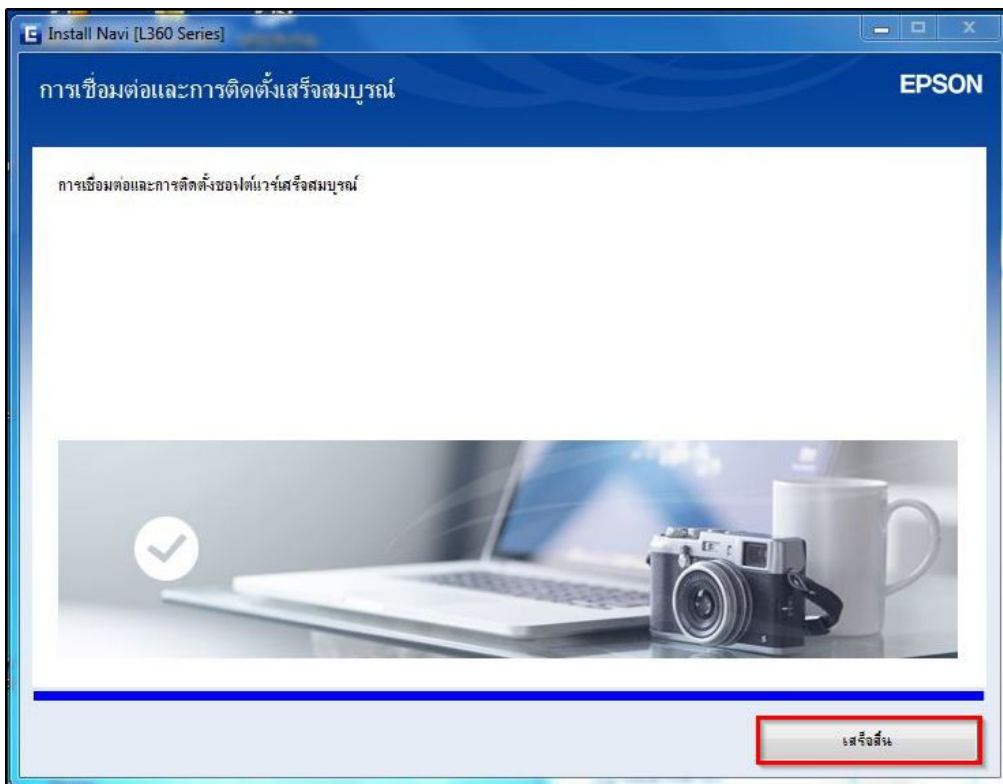 Install Navi [L360 Series]
การเชื่อมต่อและการติดตั้งเสร็จสมบูรณ์
EPSON
การเชื่อมต่อและการติดตั้งซอฟต์แวร์เสร็จสมบูรณ์
เสร็จสิ้น